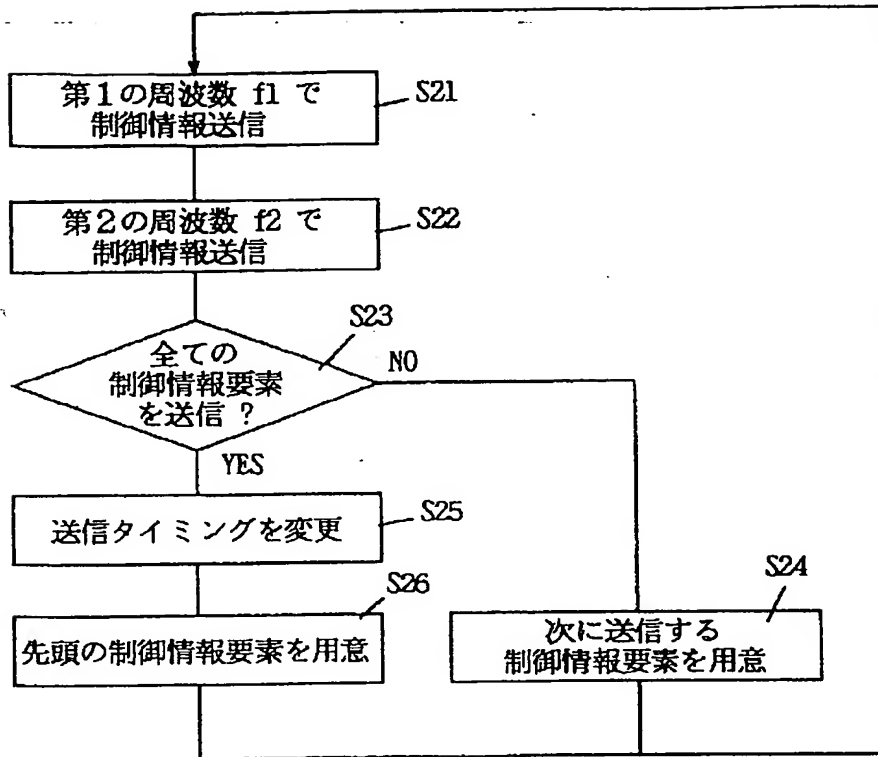 第1の周波数 f1 で
制御情報送信
S21
第2の周波数 f2 で
制御情報送信
S22
S23
全ての
制御情報要素
を送信 ?
NO
YES
送信タイミングを変更
S25
S26
先頭の制御情報要素を用意
S24
次に送信する
制御情報要素を用意